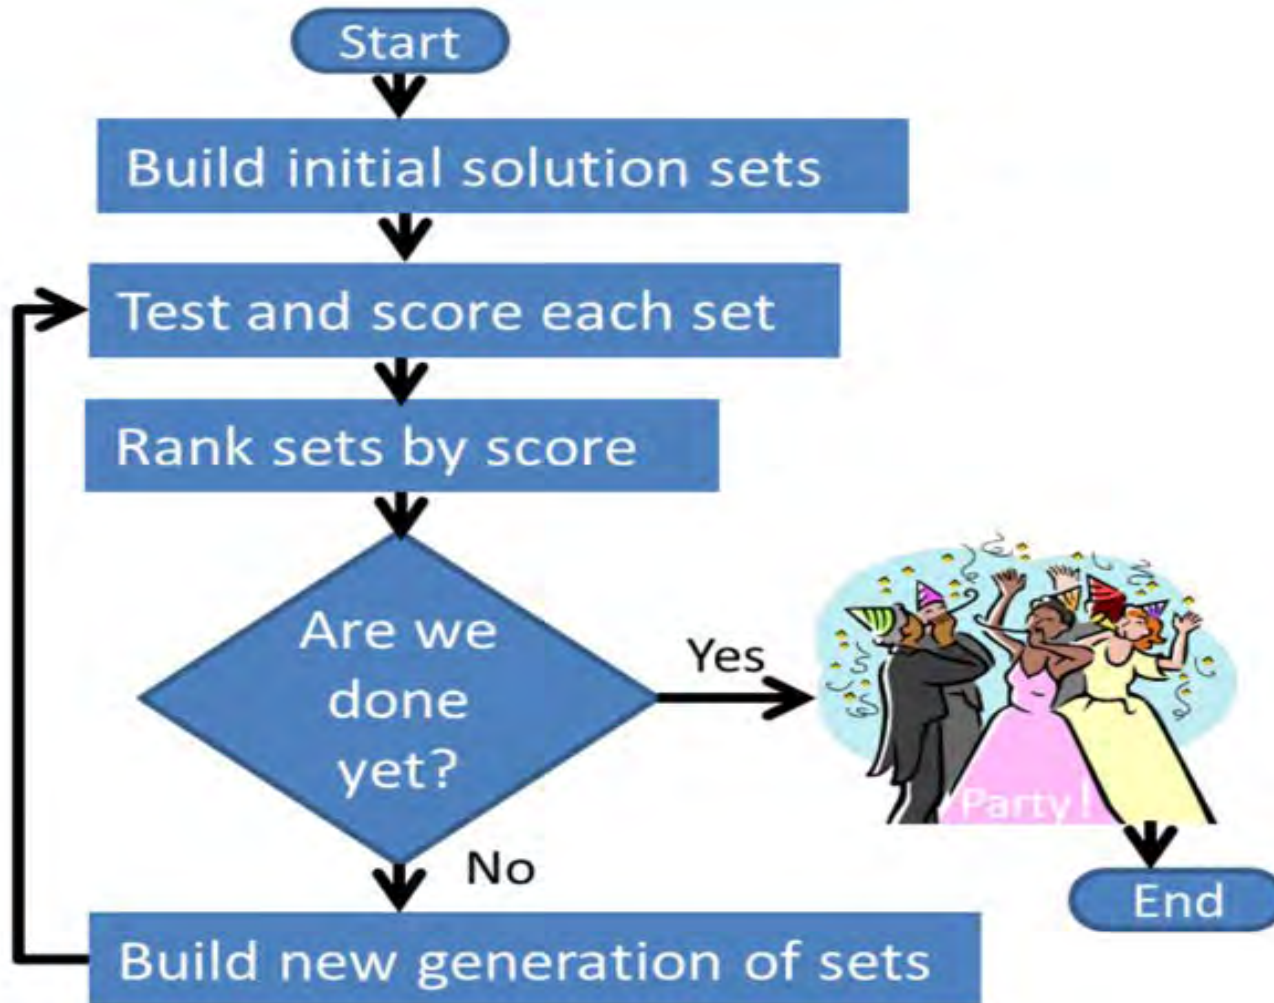 Start
Build initial solution sets
Test and score each set
Rank sets by score
Are we
done
yet?
Yes
Party!
No
End
Build new generation of sets